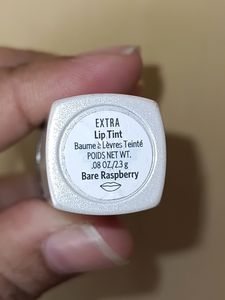 EXTRA
Lip Tint
Baume à Lèvres Teinté
POIDS NET WT.
.08 OZ./2.3 g
Bare Raspberry